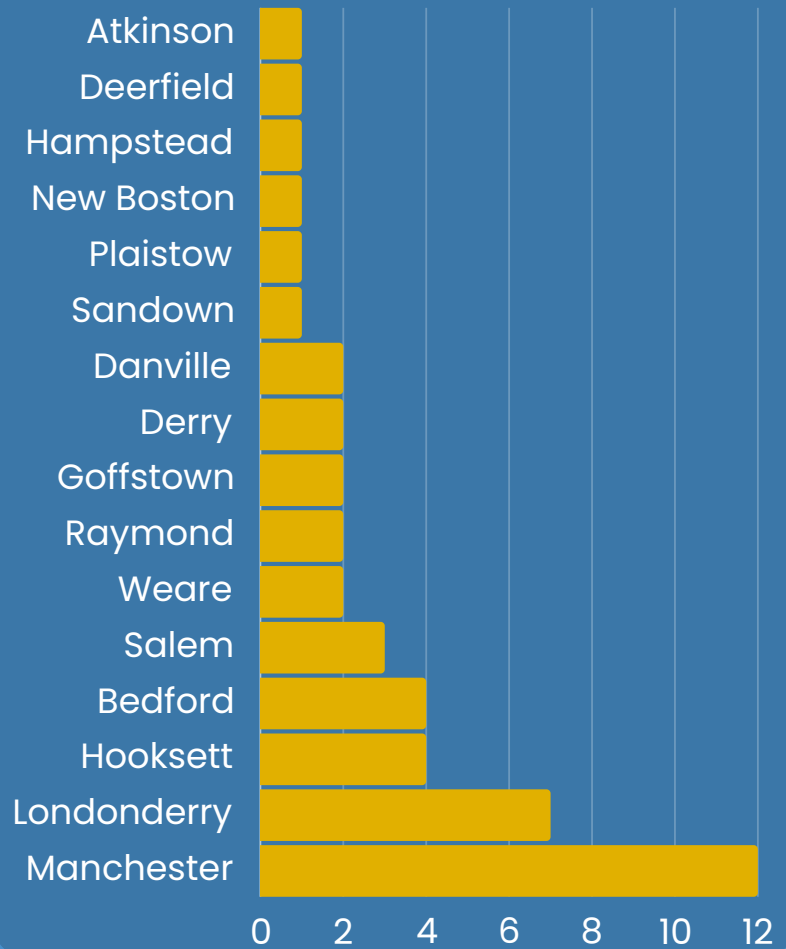 Atkinson
Deerfield
Hampstead
New Boston
Plaistow
Sandown
Danville
Derry
Goffstown
Raymond
Weare
Salem
Bedford
Hooksett
Londonderry
Manchester
0 2 4 6 8 10 12